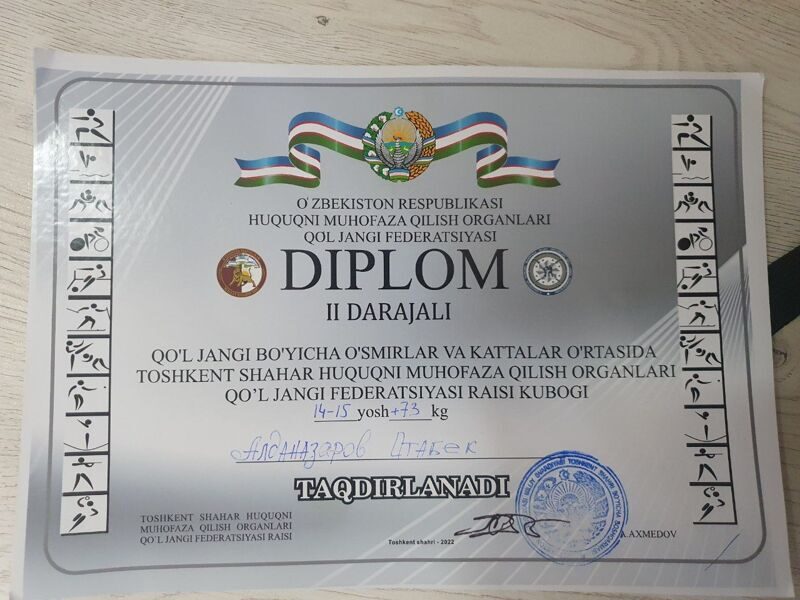 O'ZBEKISTON RESPUBLIKASI
HUQUQNI MUHOFAZA QILISH ORGANLARI
QO'L JANGI FEDERATSIYASI
DIPLOM
II DARAJALI
QO'L JANGI BO'YICHA O'SMIRLAR VA KATTALAR O'RTASIDA
TOSHKENT SHAHAR HUQUQNI MUHOFAZA QILISH ORGANLARI
QO'L JANGI FEDERATSIYASI RAISI KUBOGI
14-15 yosh +73 kg
Алданазаров Отабек
TAQDIRLANADI
TOSHKENT SHAHAR HUQUQNI
MUHOFAZA QILISH ORGANLARI
QO'L JANGI FEDERATSIYASI RAISI
A.AXMEDOV
Toshkent shahri - 2022